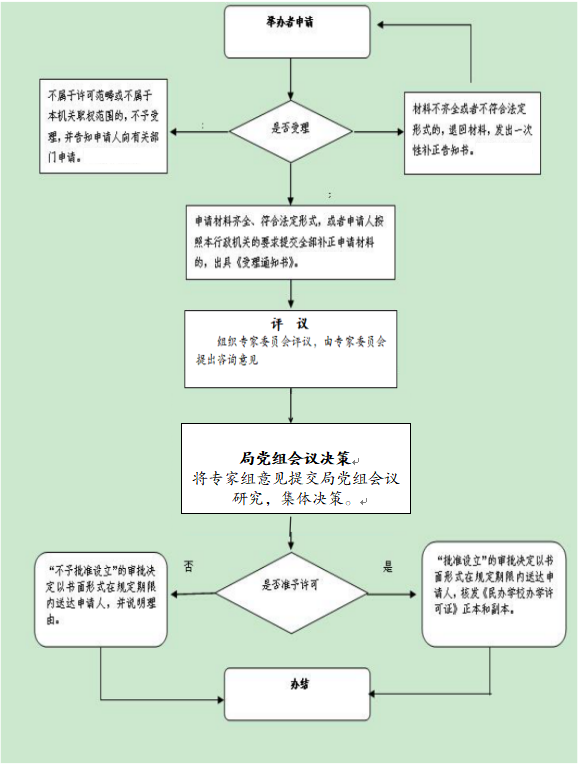 举办者申请
不属于许可范畴或不属于
本机关职权范围的，不予受
理，并告知申请人向有关部
门申请。
是否受理
材料不齐全或者不符合法定
形式的，退回材料，发出一次
性补正告知书。
申请材料齐全、符合法定形式，或者申请人按
照本行政机关的要求提交全部补正申请材料
的，出具《受理通知书》。
评 议
组织专家委员会评议，由专家委员会
提出咨询意见
局党组会议决策
将专家组意见提交局党组会议
研究，集体决策。
“不予批准设立”的审批决
定以书面形式在规定期限
内送达申请人，并说明理
由。
否
是否准予许可
是
“批准设立”的审批决定以书
面形式在规定期限内送达申
请人，核发《民办学校办学许
可证》正本和副本。
办结